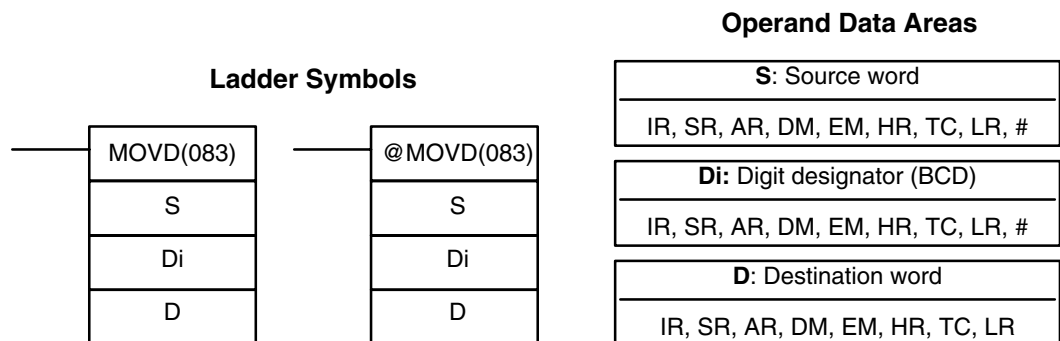 Ladder Symbols
MOVD(083)
S
Di
D
@MOVD(083)
S
Di
D
Operand Data Areas
S: Source word
IR, SR, AR, DM, EM, HR, TC, LR, #
Di: Digit designator (BCD)
IR, SR, AR, DM, EM, HR, TC, LR, #
D: Destination word
IR, SR, AR, DM, EM, HR, TC, LR